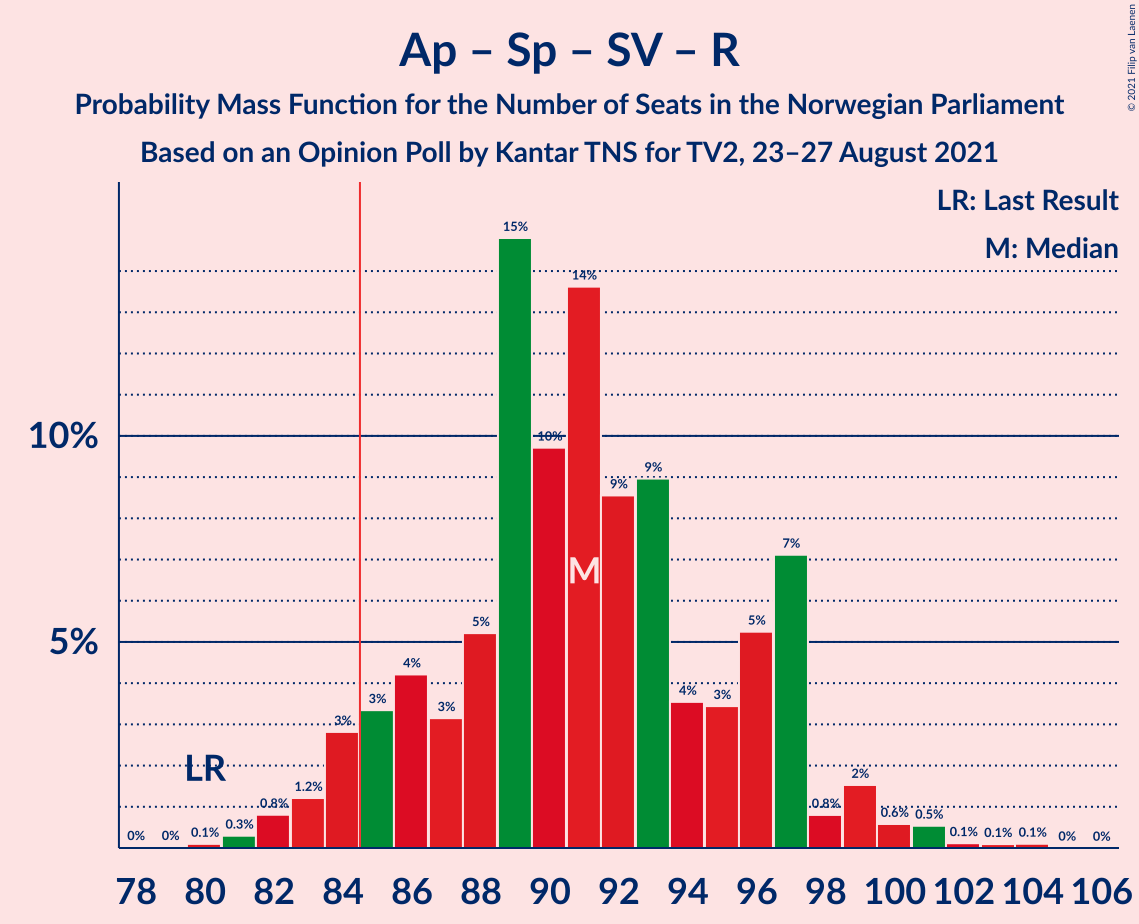 Ap – Sp – SV – R
Probability Mass Function for the Number of Seats in the Norwegian Parliament
Based on an Opinion Poll by Kantar TNS for TV2, 23–27 August 2021
© 2021 Filip van Laenen
LR: Last Result
M: Median
10%
5%
0% 0% 0.1% 0.3% 0.8% 1.2% 3% 3% 4% 3% 5% 15% 10% 14% 9% 9% 4% 3% 5% 7% 0.8% 2% 0.6% 0.5% 0.1% 0.1% 0.1% 0% 0%
M
LR
78 80 82 84 86 88 90 92 94 96 98 100 102 104 106